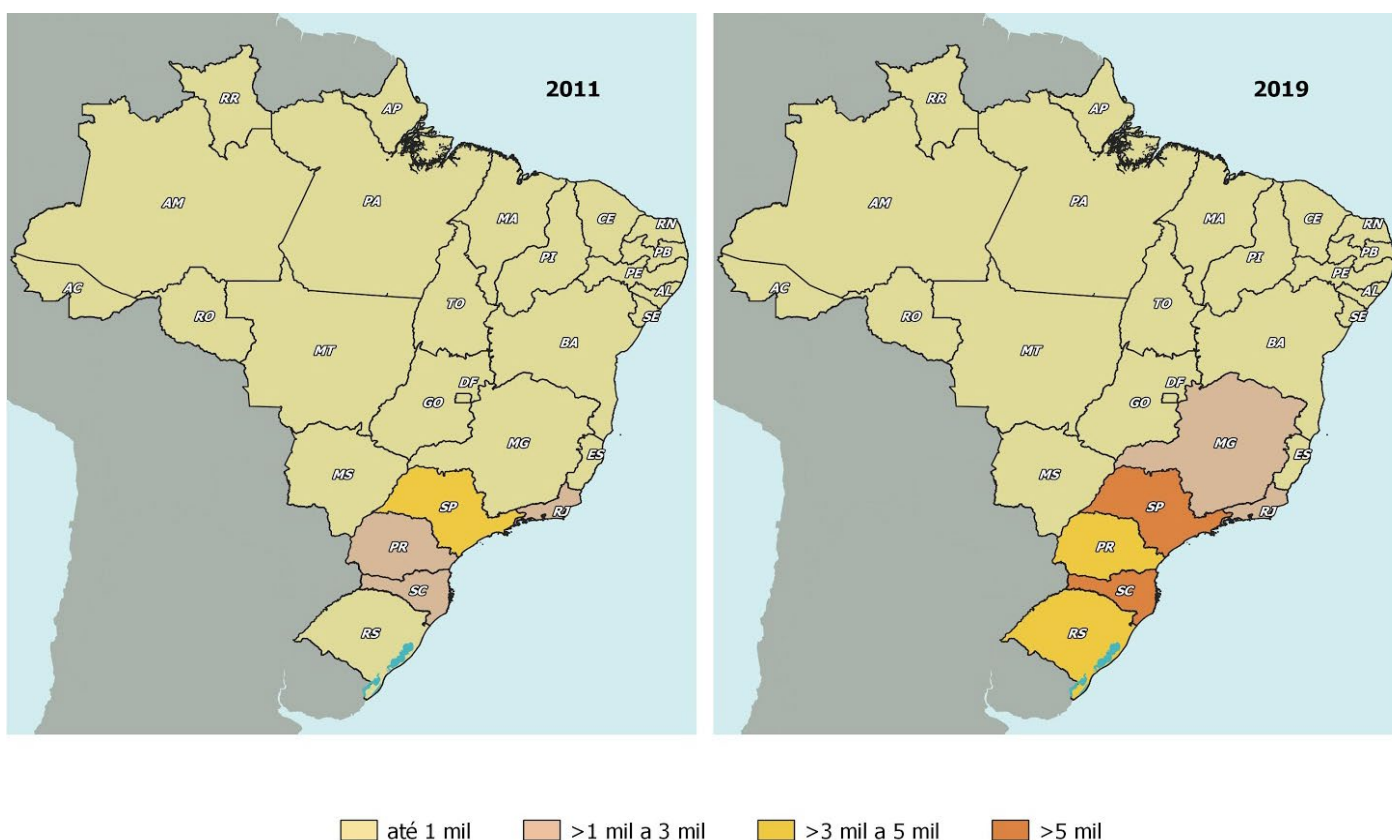 2011
RR
AP
AM
PA
MA
CE
RN
PB
PI
PE
AL
SE
AC
RO
TO
BA
MT
DF
GO
MG
ES
MS
SP
RJ
PR
SC
RS
2019
RR
AP
AM
PA
MA
CE
RN
PB
PI
PE
AL
SE
AC
RO
TO
BA
MT
DF
GO
MG
ES
MS
SP
RJ
PR
SC
RS
até 1 mil
>1 mil a 3 mil
>3 mil a 5 mil
>5 mil